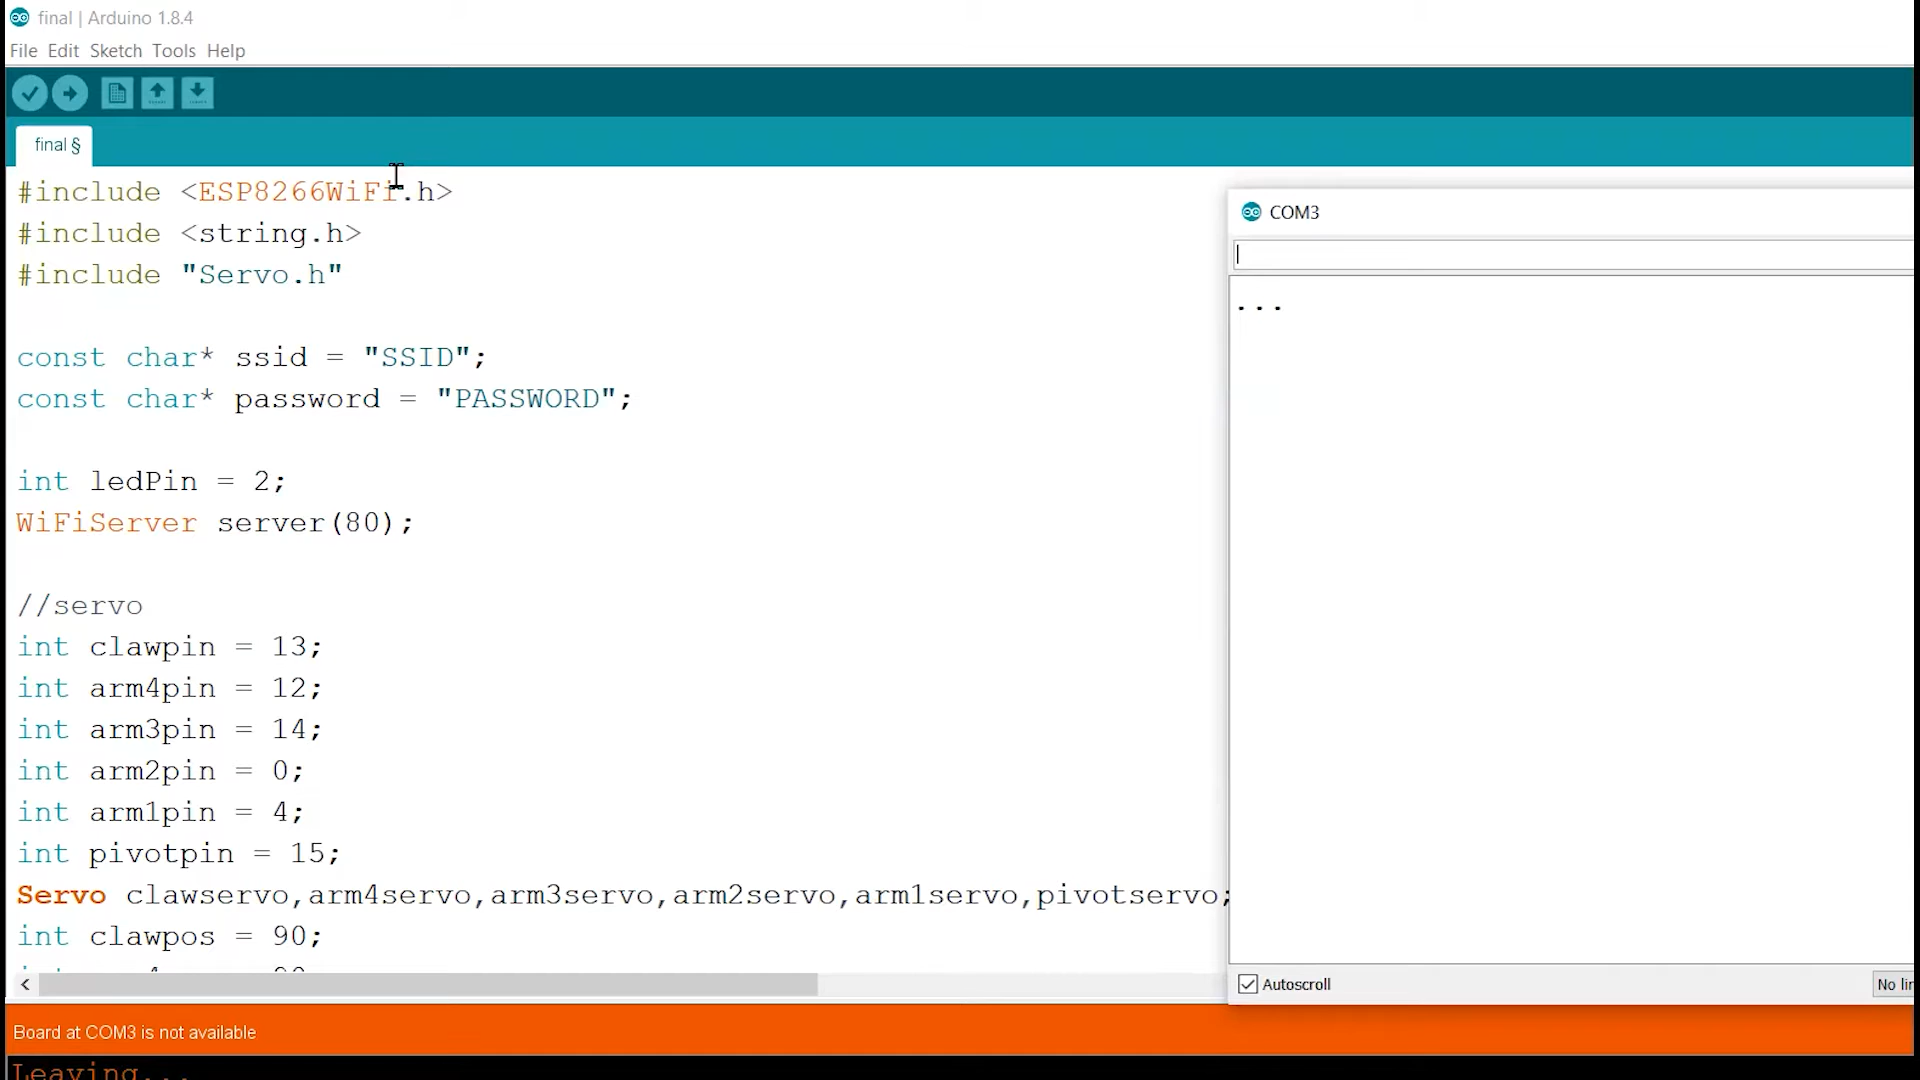 final | Arduino 1.8.4
File Edit Sketch Tools Help
final §
#include <ESP8266WiFi.h>
#include <string.h>
#include "Servo.h"
const char* ssid = "SSID";
const char* password = "PASSWORD";
int ledPin = 2;
WiFiServer server(80);
//servo
int clawpin = 13;
int arm4pin = 12;
int arm3pin = 14;
int arm2pin = 0;
int arm1pin = 4;
int pivotpin = 15;
Servo clawservo,arm4servo,arm3servo,arm2servo,arm1servo,pivotservo;
int clawpos = 90;
COM3
...
Autoscroll
No lin
Board at COM3 is not available
Leaving...